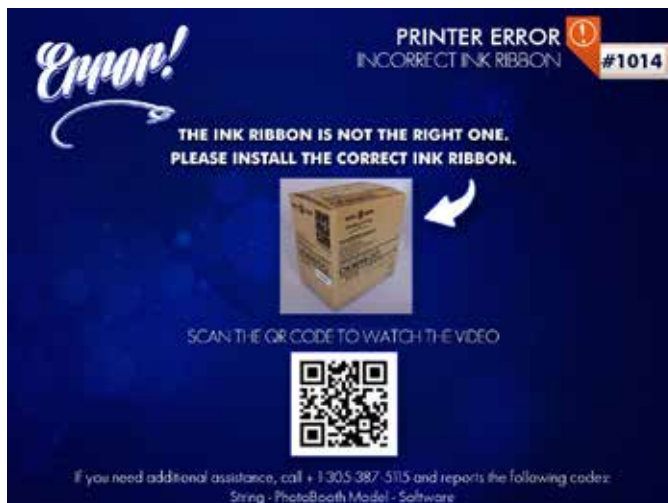 Error!
PRINTER ERROR
INCORRECT INK RIBBON
#1014
THE INK RIBBON IS NOT THE RIGHT ONE.
PLEASE INSTALL THE CORRECT INK RIBBON.
SCAN THE QR CODE TO WATCH THE VIDEO
If you need additional assistance, call + 1-305-387-5115 and reports the following codes:
String - PhotoBooth Model - Software